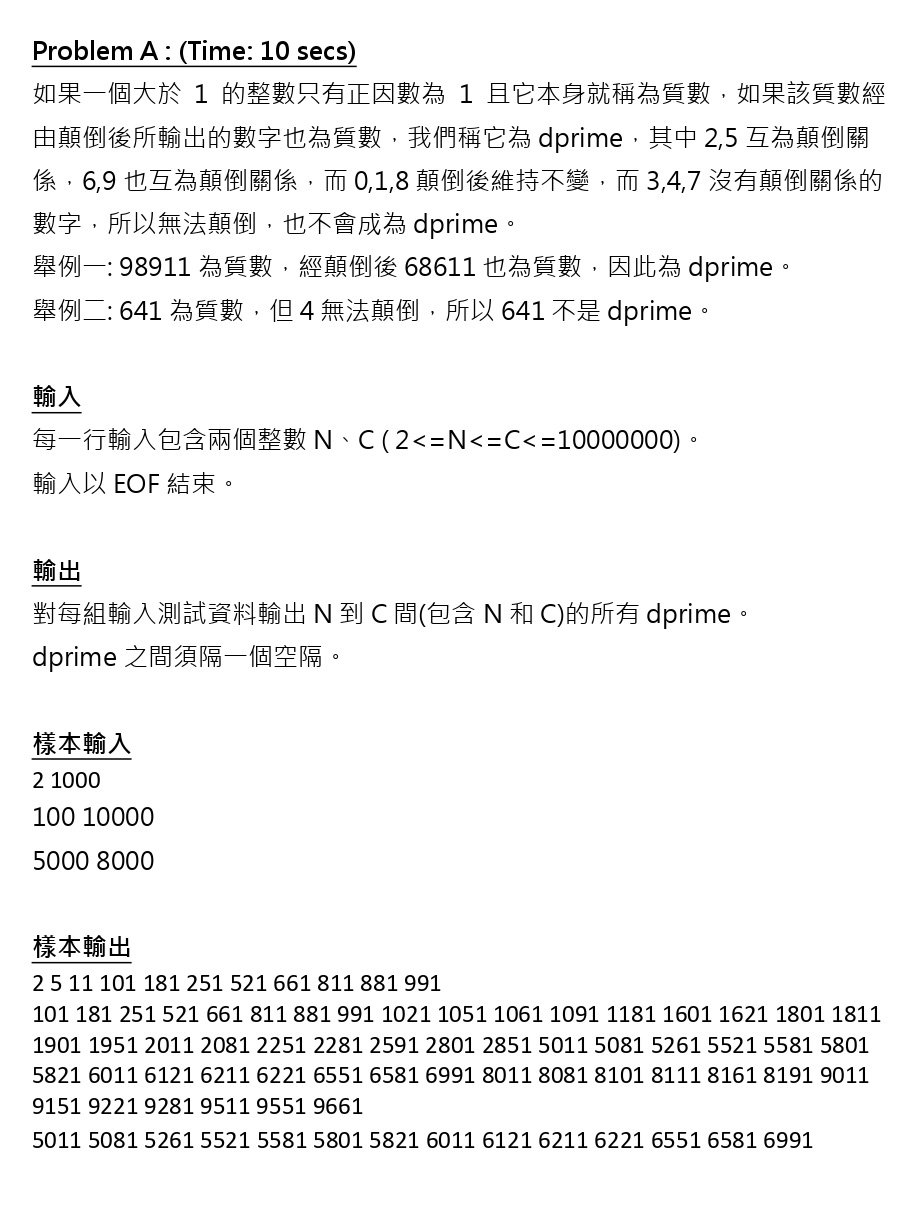 Problem A : (Time: 10 secs)
如果一個大於 1 的整數只有正因數為 1 且它本身就稱為質數，如果該質數經
由顛倒後所輸出的數字也為質數，我們稱它為 dprime，其中 2,5 互為顛倒關
係，6,9 也互為顛倒關係，而 0,1,8 顛倒後維持不變，而 3,4,7 沒有顛倒關係的
數字，所以無法顛倒，也不會成為 dprime。
舉例一: 98911 為質數，經顛倒後 68611 也為質數，因此為 dprime。
舉例二: 641 為質數，但 4 無法顛倒，所以 641 不是 dprime。
輸入
每一行輸入包含兩個整數 N、C ( 2<=N<=C<=10000000)。
輸入以 EOF 結束。
輸出
對每組輸入測試資料輸出 N 到 C 間(包含 N 和 C)的所有 dprime。
dprime 之間須隔一個空隔。
樣本輸入
2 1000
100 10000
5000 8000
樣本輸出
2 5 11 101 181 251 521 661 811 881 991
101 181 251 521 661 811 881 991 1021 1051 1061 1091 1181 1601 1621 1801 1811
1901 1951 2011 2081 2251 2281 2591 2801 2851 5011 5081 5261 5521 5581 5801
5821 6011 6121 6211 6221 6551 6581 6991 8011 8081 8101 8111 8161 8191 9011
9151 9221 9281 9511 9551 9661
5011 5081 5261 5521 5581 5801 5821 6011 6121 6211 6221 6551 6581 6991